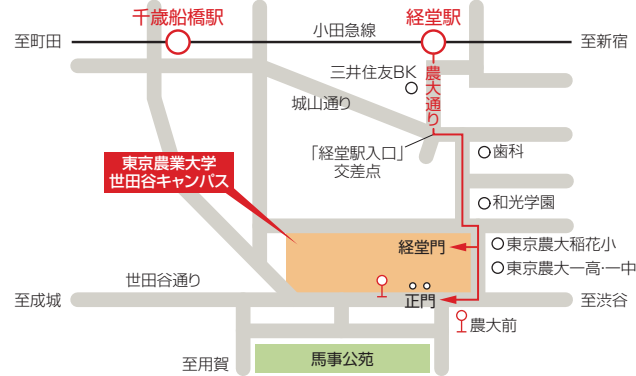 千歳船橋駅
経堂駅
小田急線
至町田
至新宿
三井住友BK
農大通り
城山通り
「経堂駅入口」
交差点
歯科
東京農業大学
世田谷キャンパス
和光学園
経堂門
東京農大稲花小
東京農大一高・一中
世田谷通り
至成城
正門
至渋谷
農大前
馬事公苑
至用賀